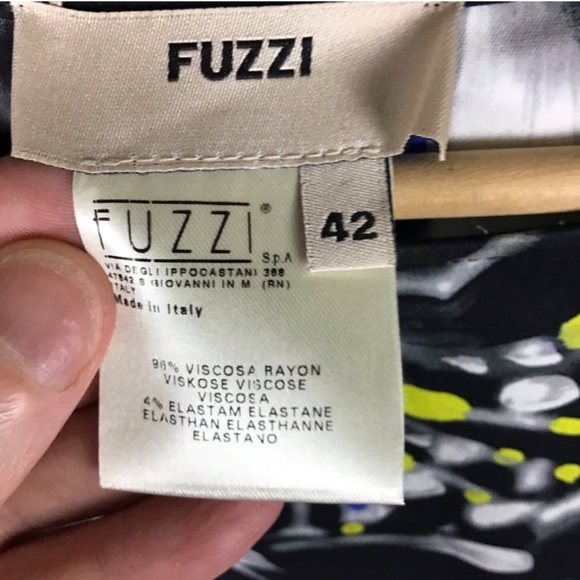 FUZZI
FUZZI®
S.p.A
42
VIA DEGLI IPPOCASTANI 388
47842 S GIOVANNI IN M. (RN)
ITALY
Made in Italy
96% VISCOSA RAYON
VISKOSE VISCOSE
VISCOSA
4% ELASTAM ELASTANE
ELASTHAN ELASTHANNE
ELASTANO